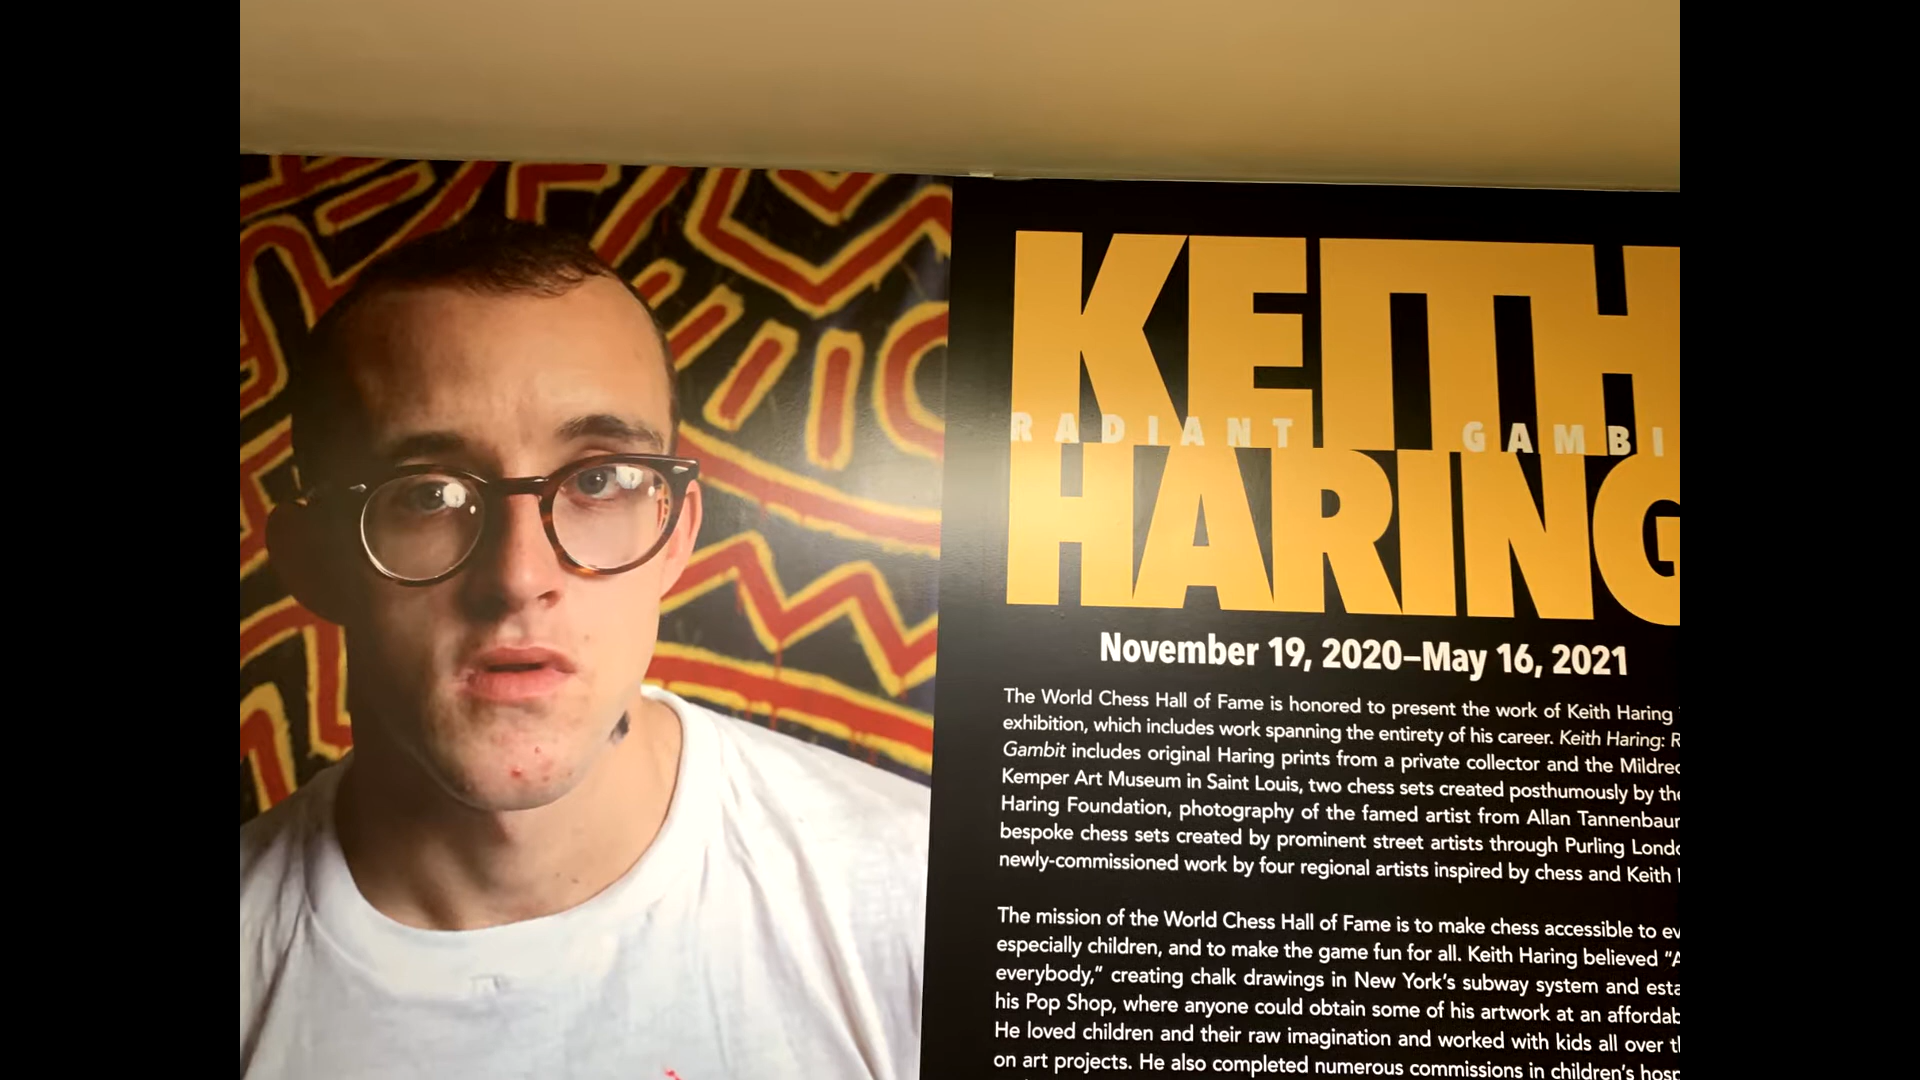 KEITH
RADIANT GAMBI
HARING
November 19, 2020–May 16, 2021
The World Chess Hall of Fame is honored to present the work of Keith Haring
exhibition, which includes work spanning the entirety of his career. Keith Haring: R
Gambit includes original Haring prints from a private collector and the Mildred
Kemper Art Museum in Saint Louis, two chess sets created posthumously by the
Haring Foundation, photography of the famed artist from Allan Tannenbaum
bespoke chess sets created by prominent street artists through Purling Londo
newly-commissioned work by four regional artists inspired by chess and Keith
The mission of the World Chess Hall of Fame is to make chess accessible to ev
especially children, and to make the game fun for all. Keith Haring believed “A
everybody,” creating chalk drawings in New York’s subway system and esta
his Pop Shop, where anyone could obtain some of his artwork at an affordab
He loved children and their raw imagination and worked with kids all over th
on art projects. He also completed numerous commissions in children’s hosp